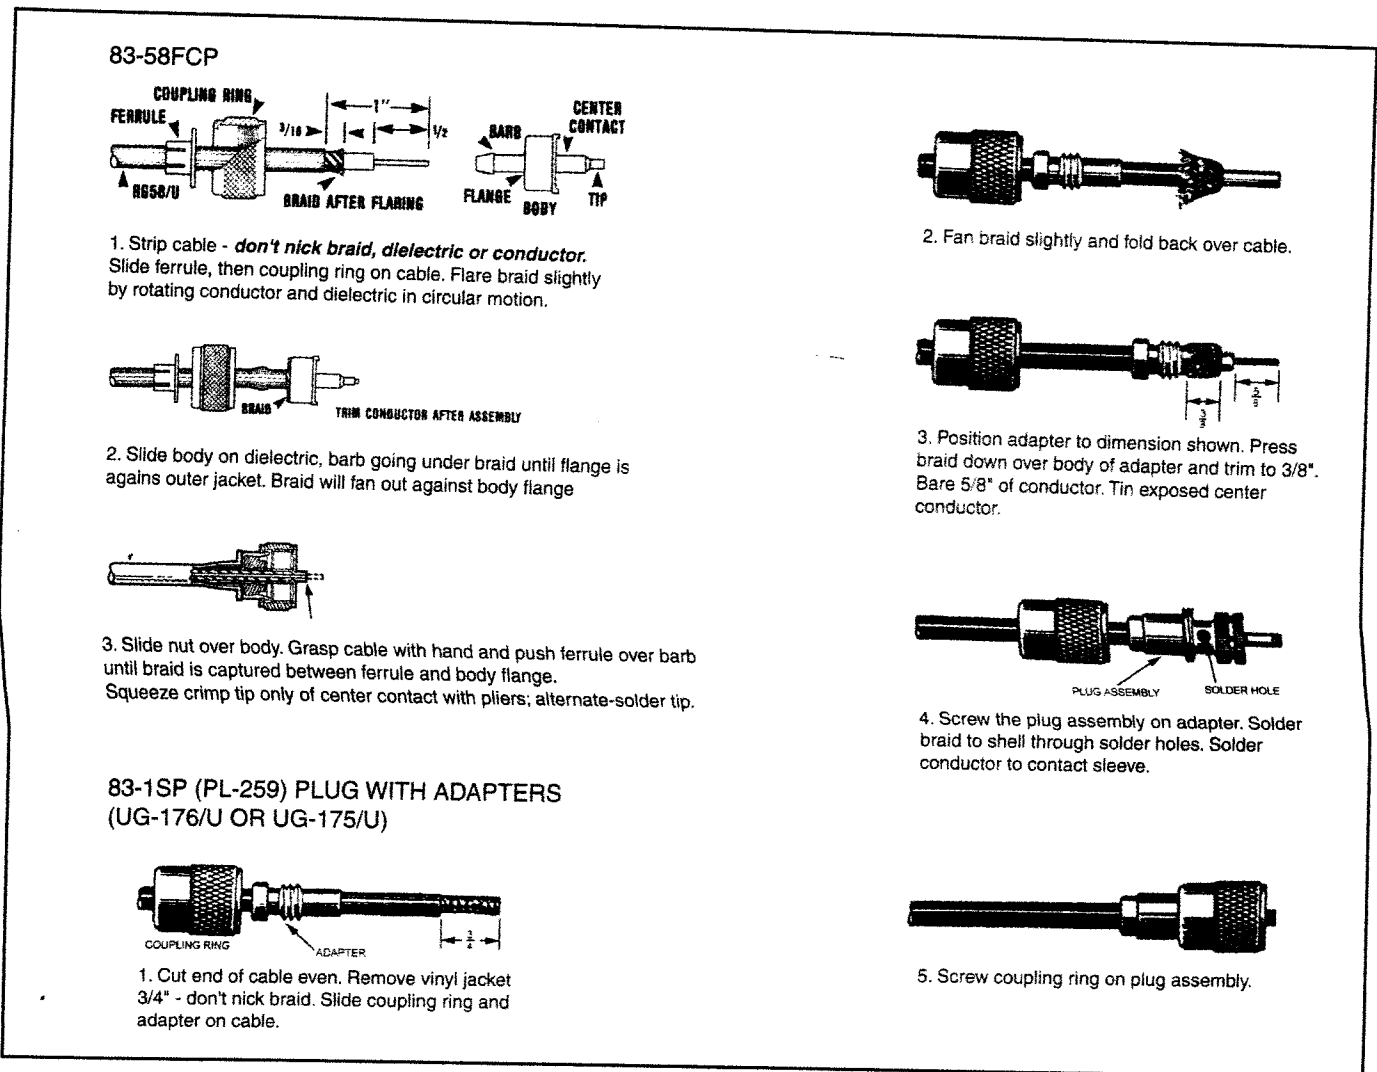 83-58FCP
COUPLING RING
FERRULE
1"
3/16
1/2
RG58/U
BRAID AFTER FLARING
BARB
CENTER
CONTACT
FLANGE
BODY
TIP
1. Strip cable - don't nick braid, dielectric or conductor.
Slide ferrule, then coupling ring on cable. Flare braid slightly
by rotating conductor and dielectric in circular motion.
BRAID
TRIM CONDUCTOR AFTER ASSEMBLY
2. Slide body on dielectric, barb going under braid until flange is
agains outer jacket. Braid will fan out against body flange
3. Slide nut over body. Grasp cable with hand and push ferrule over barb
until braid is captured between ferrule and body flange.
Squeeze crimp tip only of center contact with pliers; alternate-solder tip.
83-1SP (PL-259) PLUG WITH ADAPTERS
(UG-176/U OR UG-175/U)
COUPLING RING
ADAPTER
3/4
1. Cut end of cable even. Remove vinyl jacket
3/4" - don't nick braid. Slide coupling ring and
adapter on cable.
2. Fan braid slightly and fold back over cable.
3/8
5/8
3. Position adapter to dimension shown. Press
braid down over body of adapter and trim to 3/8".
Bare 5/8" of conductor. Tin exposed center
conductor.
PLUG ASSEMBLY
SOLDER HOLE
4. Screw the plug assembly on adapter. Solder
braid to shell through solder holes. Solder
conductor to contact sleeve.
5. Screw coupling ring on plug assembly.